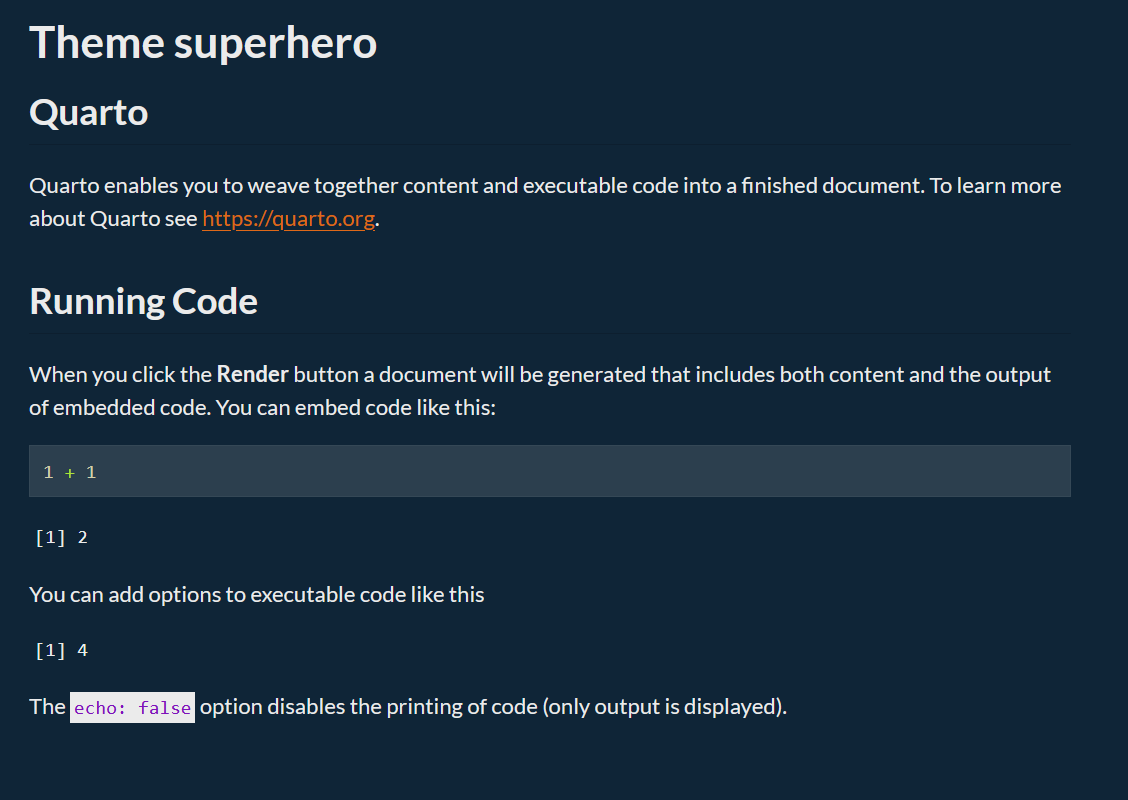 Theme superhero
Quarto
Quarto enables you to weave together content and executable code into a finished document. To learn more
about Quarto see https://quarto.org.
Running Code
When you click the Render button a document will be generated that includes both content and the output
of embedded code. You can embed code like this:
1 + 1
[1] 2
You can add options to executable code like this
[1] 4
The echo: false option disables the printing of code (only output is displayed).